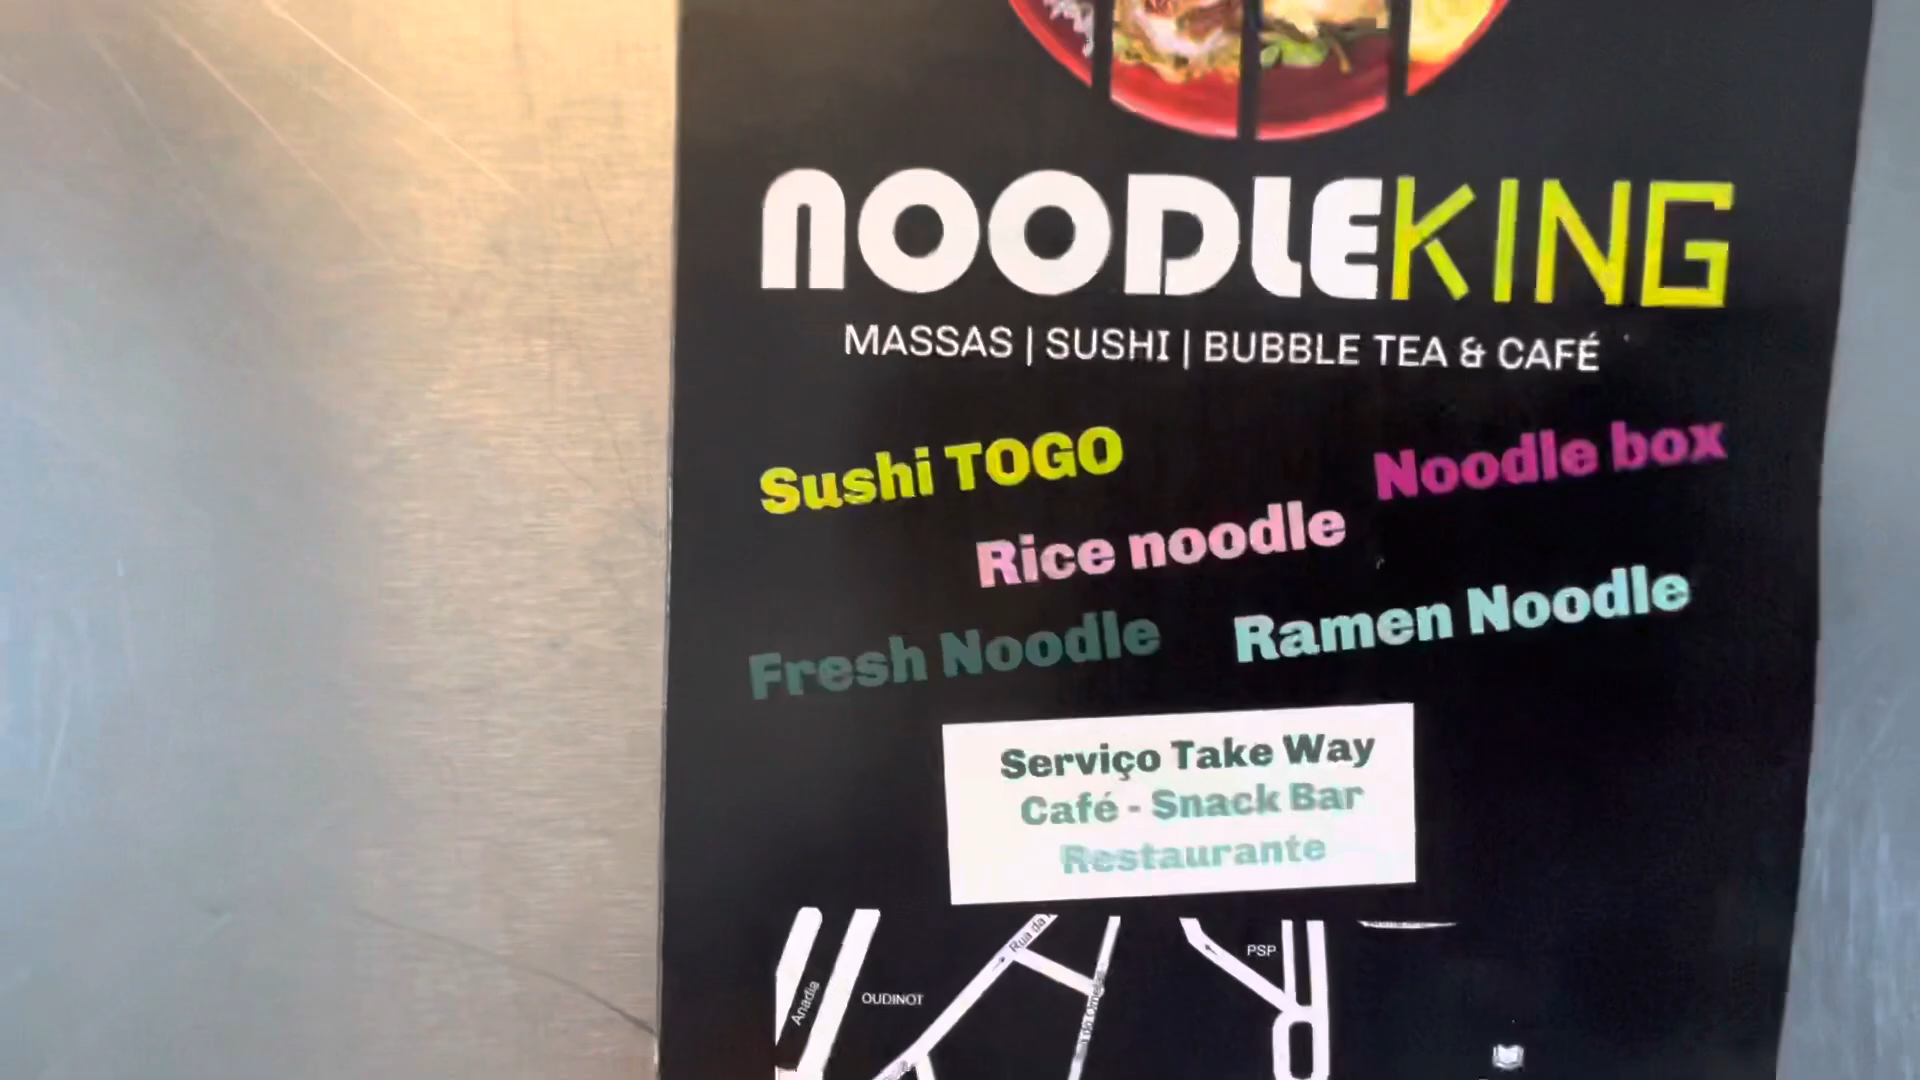 NOODLEKING
MASSAS | SUSHI | BUBBLE TEA & CAFÉ
Sushi TOGO
Noodle box
Rice noodle
Fresh Noodle
Ramen Noodle
Serviço Take Way
Café - Snack Bar
Restaurante
Rua da
PSP
Anadia
OUDINOT